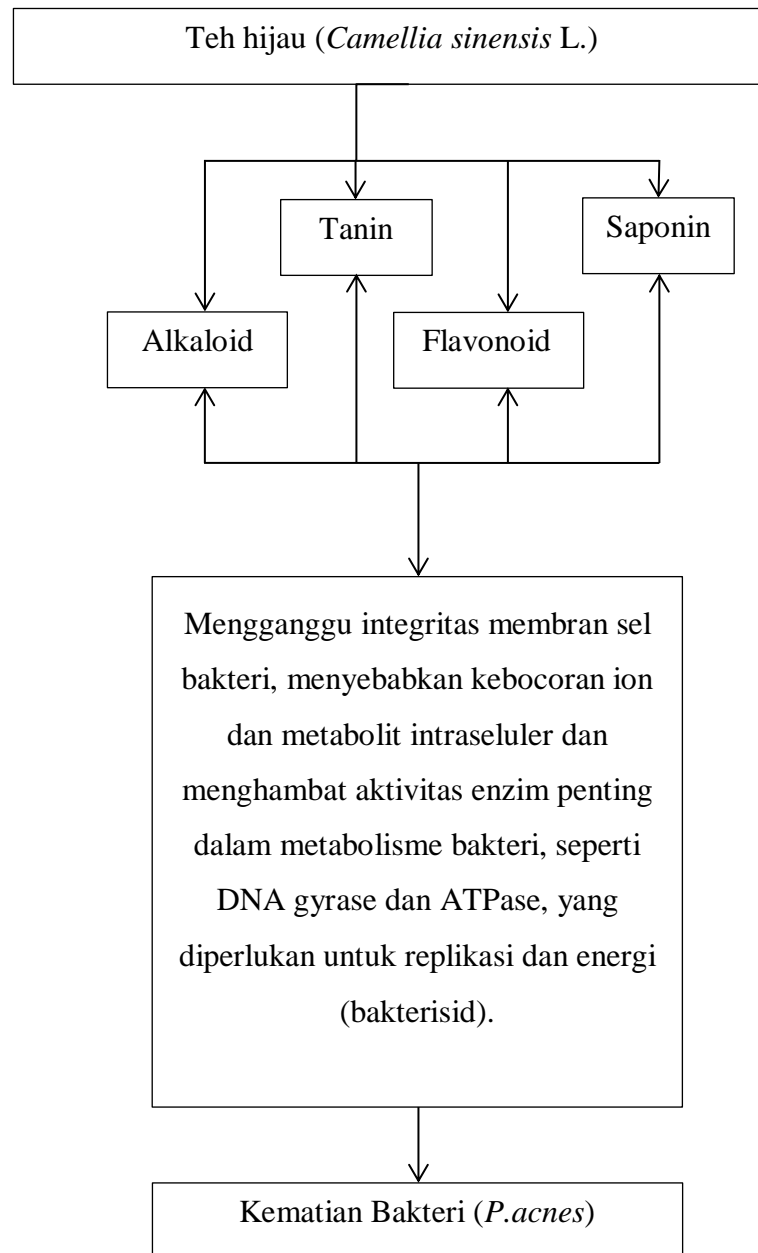 Teh hijau (Camellia sinensis L.)
Tanin
Saponin
Alkaloid
Flavonoid
Mengganggu integritas membran sel
bakteri, menyebabkan kebocoran ion
dan metabolit intraseluler dan
menghambat aktivitas enzim penting
dalam metabolisme bakteri, seperti
DNA gyrase dan ATPase, yang
diperlukan untuk replikasi dan energi
(bakterisid).
Kematian Bakteri (P.acnes)